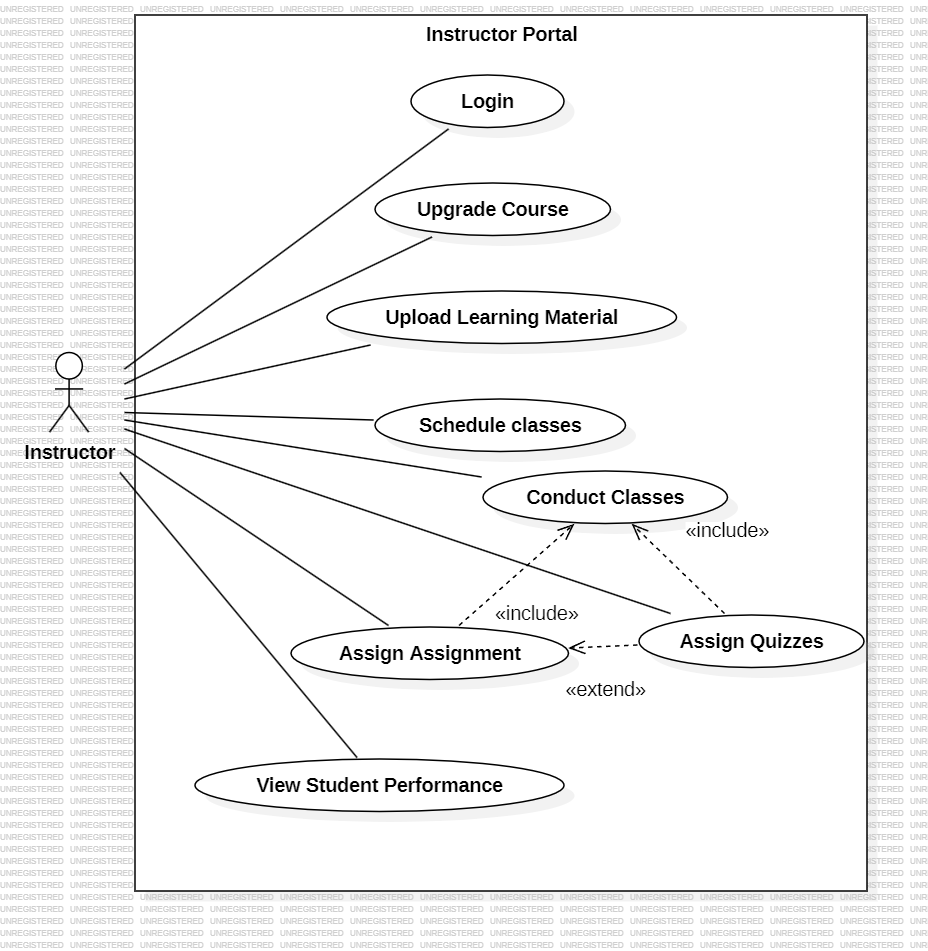 Instructor Portal
Login
Upgrade Course
Upload Learning Material
Schedule classes
Instructor
Conduct Classes
«include»
«include»
Assign Quizzes
Assign Assignment
«extend»
View Student Performance
UNREGISTERED